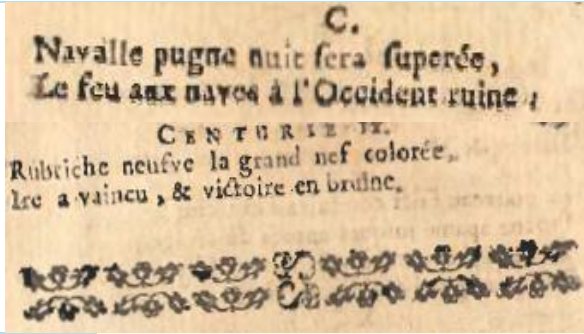 C.
Navalle pugne nuit sera superée,
Le feu aux naves à l'Occident ruine ;
CENTURIE IX.
Rubriche neufve la grand nef colorée,
Ire a vaincu, & victoire en bruine.